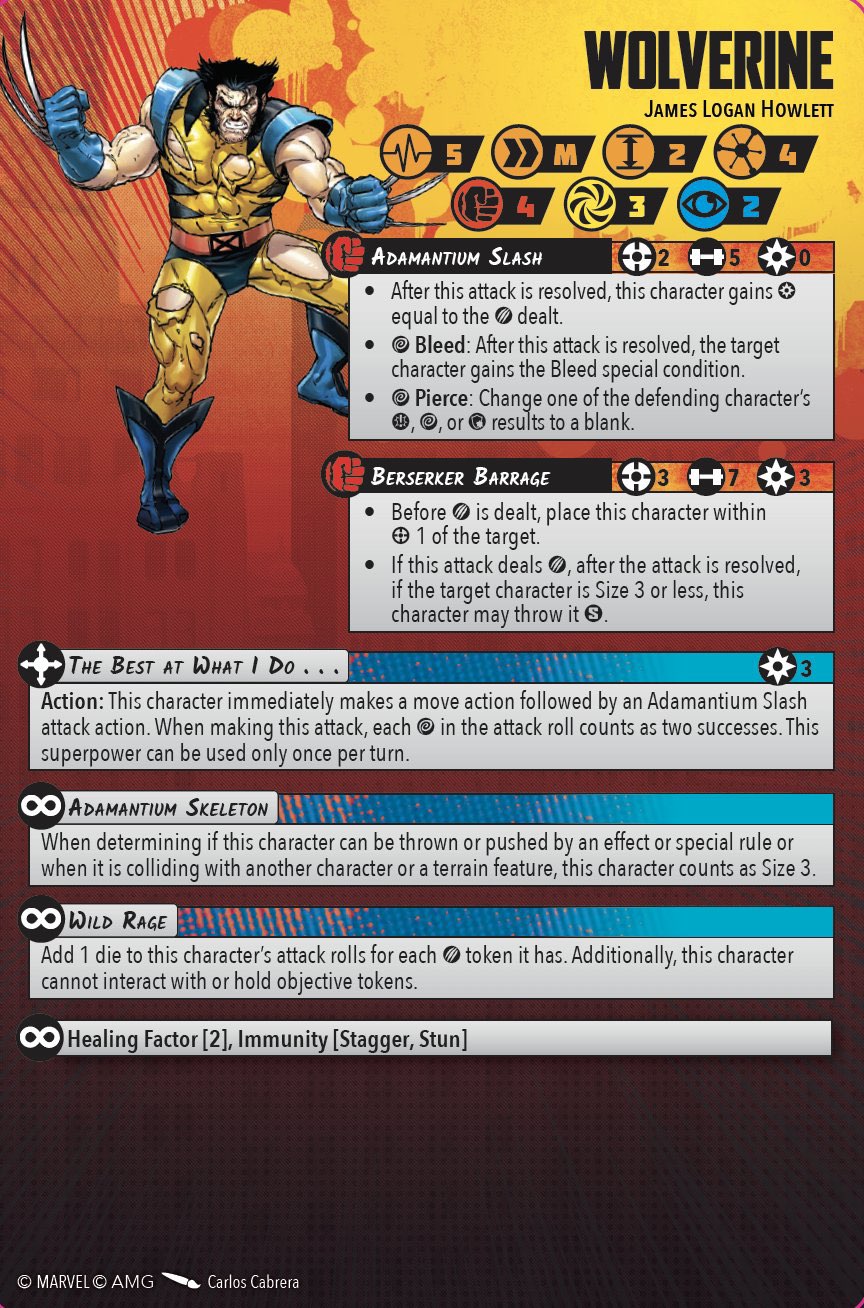 WOLVERINE
JAMES LOGAN HOWLETT
5 M 2 4
4 3 2
ADAMANTIUM SLASH 2 5 0
• After this attack is resolved, this character gains
equal to the dealt.
• Bleed: After this attack is resolved, the target
character gains the Bleed special condition.
• Pierce: Change one of the defending character's
, , or results to a blank.
BERSERKER BARRAGE 3 7 3
• Before is dealt, place this character within
1 of the target.
• If this attack deals , after the attack is resolved,
if the target character is Size 3 or less, this
character may throw it S.
THE BEST AT WHAT I DO . . . 3
Action: This character immediately makes a move action followed by an Adamantium Slash
attack action. When making this attack, each in the attack roll counts as two successes. This
superpower can be used only once per turn.
ADAMANTIUM SKELETON
When determining if this character can be thrown or pushed by an effect or special rule or
when it is colliding with another character or a terrain feature, this character counts as Size 3.
WILD RAGE
Add 1 die to this character's attack rolls for each token it has. Additionally, this character
cannot interact with or hold objective tokens.
Healing Factor [2], Immunity [Stagger, Stun]
© MARVEL © AMG Carlos Cabrera